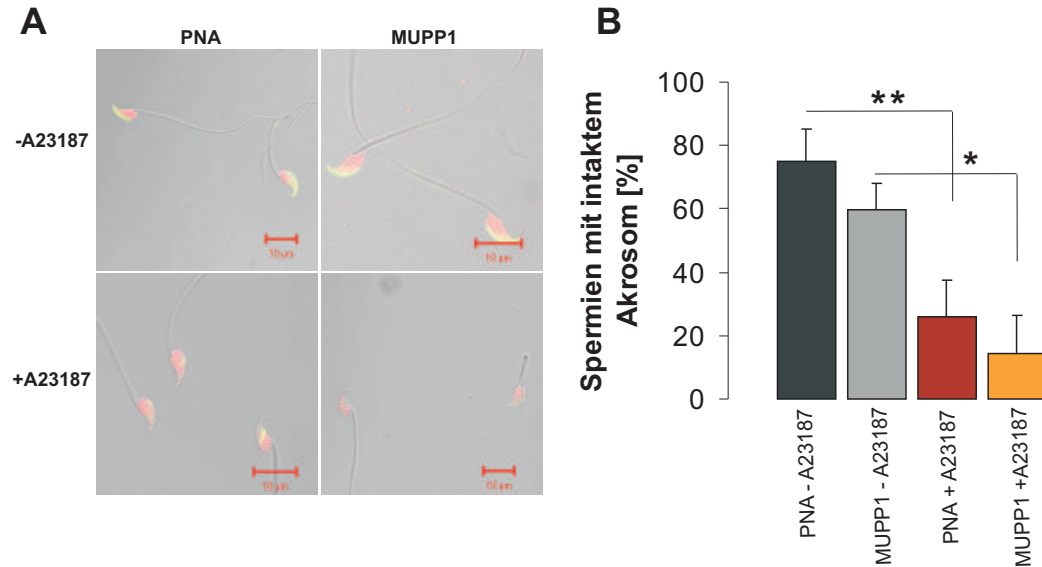 A
PNA
MUPP1
-A23187
10 µm
10 µm
+A23187
10 µm
10 µm
B
Spermien mit intaktem
Akrosom [%]
100
80
60
40
20
0
**
*
PNA - A23187
MUPP1 - A23187
PNA + A23187
MUPP1 +A23187